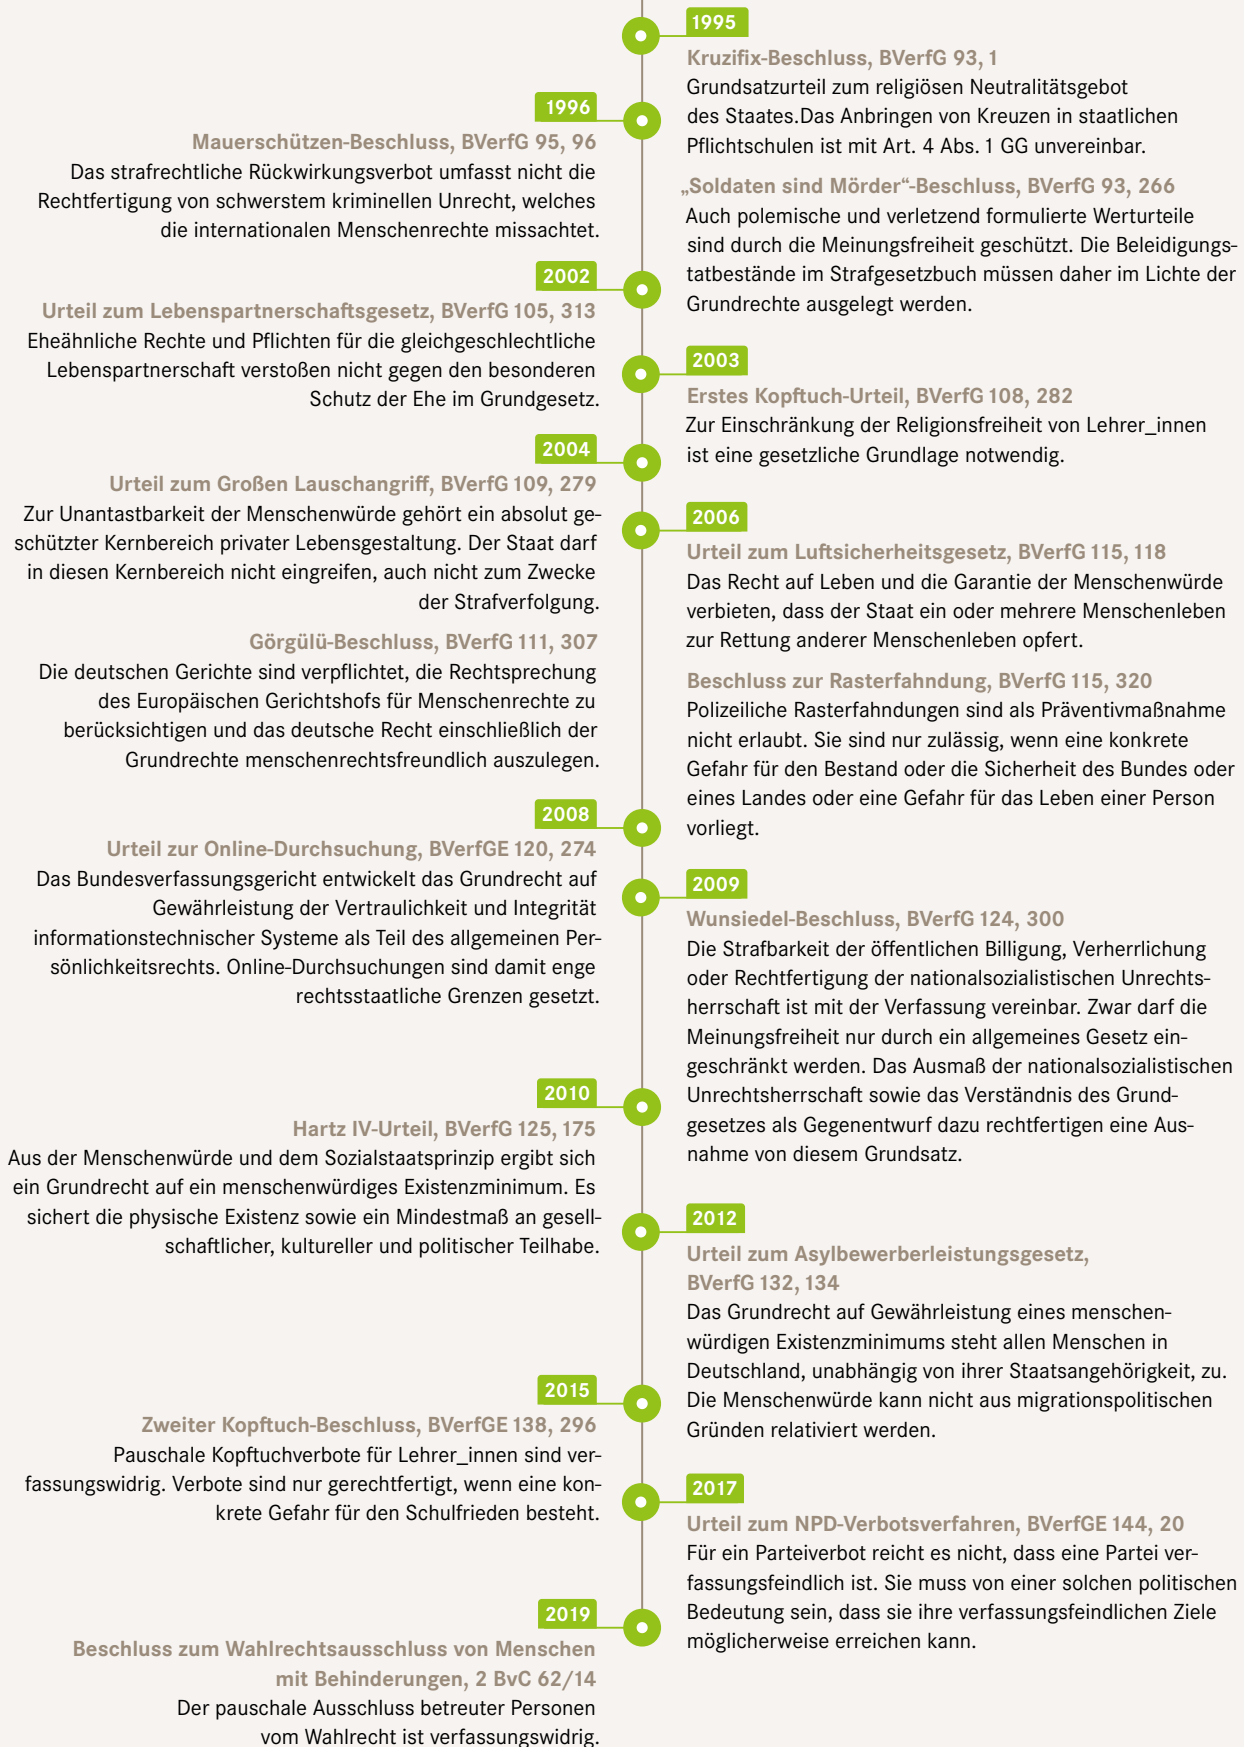 1995
Kruzifix-Beschluss, BVerfG 93, 1
Grundsatzurteil zum religiösen Neutralitätsgebot
des Staates.Das Anbringen von Kreuzen in staatlichen
Pflichtschulen ist mit Art. 4 Abs. 1 GG unvereinbar.
„Soldaten sind Mörder“-Beschluss, BVerfG 93, 266
Auch polemische und verletzend formulierte Werturteile
sind durch die Meinungsfreiheit geschützt. Die Beleidigungs-
tatbestände im Strafgesetzbuch müssen daher im Lichte der
Grundrechte ausgelegt werden.
1996
Mauerschützen-Beschluss, BVerfG 95, 96
Das strafrechtliche Rückwirkungsverbot umfasst nicht die
Rechtfertigung von schwerstem kriminellen Unrecht, welches
die internationalen Menschenrechte missachtet.
2002
Urteil zum Lebenspartnerschaftsgesetz, BVerfG 105, 313
Eheähnliche Rechte und Pflichten für die gleichgeschlechtliche
Lebenspartnerschaft verstoßen nicht gegen den besonderen
Schutz der Ehe im Grundgesetz.
2003
Erstes Kopftuch-Urteil, BVerfG 108, 282
Zur Einschränkung der Religionsfreiheit von Lehrer_innen
ist eine gesetzliche Grundlage notwendig.
2004
Urteil zum Großen Lauschangriff, BVerfG 109, 279
Zur Unantastbarkeit der Menschenwürde gehört ein absolut ge-
schützter Kernbereich privater Lebensgestaltung. Der Staat darf
in diesen Kernbereich nicht eingreifen, auch nicht zum Zwecke
der Strafverfolgung.
Görgülü-Beschluss, BVerfG 111, 307
Die deutschen Gerichte sind verpflichtet, die Rechtsprechung
des Europäischen Gerichtshofs für Menschenrechte zu
berücksichtigen und das deutsche Recht einschließlich der
Grundrechte menschenrechtsfreundlich auszulegen.
2006
Urteil zum Luftsicherheitsgesetz, BVerfG 115, 118
Das Recht auf Leben und die Garantie der Menschenwürde
verbieten, dass der Staat ein oder mehrere Menschenleben
zur Rettung anderer Menschenleben opfert.
Beschluss zur Rasterfahndung, BVerfG 115, 320
Polizeiliche Rasterfahndungen sind als Präventivmaßnahme
nicht erlaubt. Sie sind nur zulässig, wenn eine konkrete
Gefahr für den Bestand oder die Sicherheit des Bundes oder
eines Landes oder eine Gefahr für das Leben einer Person
vorliegt.
2008
Urteil zur Online-Durchsuchung, BVerfGE 120, 274
Das Bundesverfassungsgericht entwickelt das Grundrecht auf
Gewährleistung der Vertraulichkeit und Integrität
informationstechnischer Systeme als Teil des allgemeinen Per-
sönlichkeitsrechts. Online-Durchsuchungen sind damit enge
rechtsstaatliche Grenzen gesetzt.
2009
Wunsiedel-Beschluss, BVerfG 124, 300
Die Strafbarkeit der öffentlichen Billigung, Verherrlichung
oder Rechtfertigung der nationalsozialistischen Unrechts-
herrschaft ist mit der Verfassung vereinbar. Zwar darf die
Meinungsfreiheit nur durch ein allgemeines Gesetz ein-
geschränkt werden. Das Ausmaß der nationalsozialistischen
Unrechtsherrschaft sowie das Verständnis des Grund-
gesetzes als Gegenentwurf dazu rechtfertigen eine Aus-
nahme von diesem Grundsatz.
2010
Hartz IV-Urteil, BVerfG 125, 175
Aus der Menschenwürde und dem Sozialstaatsprinzip ergibt sich
ein Grundrecht auf ein menschenwürdiges Existenzminimum. Es
sichert die physische Existenz sowie ein Mindestmaß an gesell-
schaftlicher, kultureller und politischer Teilhabe.
2012
Urteil zum Asylbewerberleistungsgesetz,
BVerfG 132, 134
Das Grundrecht auf Gewährleistung eines menschen-
würdigen Existenzminimums steht allen Menschen in
Deutschland, unabhängig von ihrer Staatsangehörigkeit, zu.
Die Menschenwürde kann nicht aus migrationspolitischen
Gründen relativiert werden.
2015
Zweiter Kopftuch-Beschluss, BVerfGE 138, 296
Pauschale Kopftuchverbote für Lehrer_innen sind ver-
fassungswidrig. Verbote sind nur gerechtfertigt, wenn eine kon-
krete Gefahr für den Schulfrieden besteht.
2017
Urteil zum NPD-Verbotsverfahren, BVerfGE 144, 20
Für ein Parteiverbot reicht es nicht, dass eine Partei ver-
fassungsfeindlich ist. Sie muss von einer solchen politischen
Bedeutung sein, dass sie ihre verfassungsfeindlichen Ziele
möglicherweise erreichen kann.
2019
Beschluss zum Wahlrechtsausschluss von Menschen
mit Behinderungen, 2 BvC 62/14
Der pauschale Ausschluss betreuter Personen
vom Wahlrecht ist verfassungswidrig.